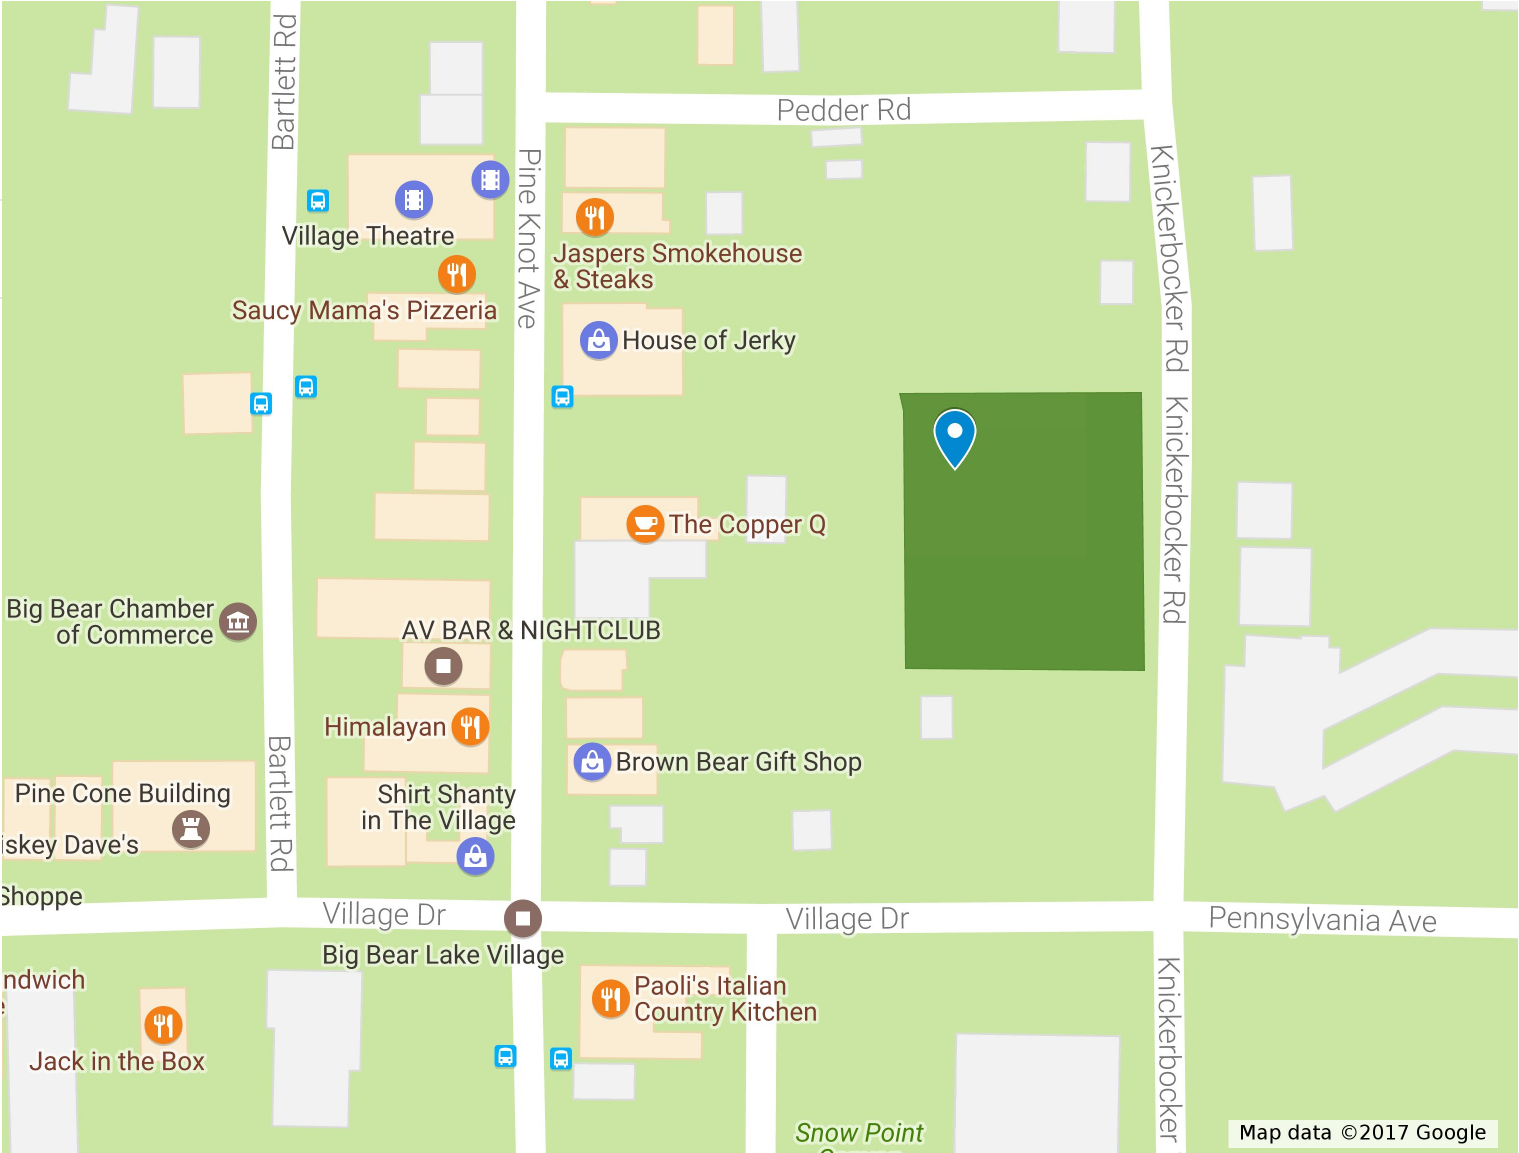 Bartlett Rd
Pedder Rd
Pine Knot Ave
Knickerbocker Rd
Village Theatre
Jaspers Smokehouse
& Steaks
Saucy Mama's Pizzeria
House of Jerky
Knickerbocker Rd
The Copper Q
Big Bear Chamber
of Commerce
AV BAR & NIGHTCLUB
Himalayan
Bartlett Rd
Brown Bear Gift Shop
Pine Cone Building
Shirt Shanty
in The Village
iskey Dave's
Shoppe
Village Dr
Village Dr
Pennsylvania Ave
Big Bear Lake Village
ndwich
Paoli's Italian
Country Kitchen
Knickerbocker
Jack in the Box
Snow Point
Map data ©2017 Google